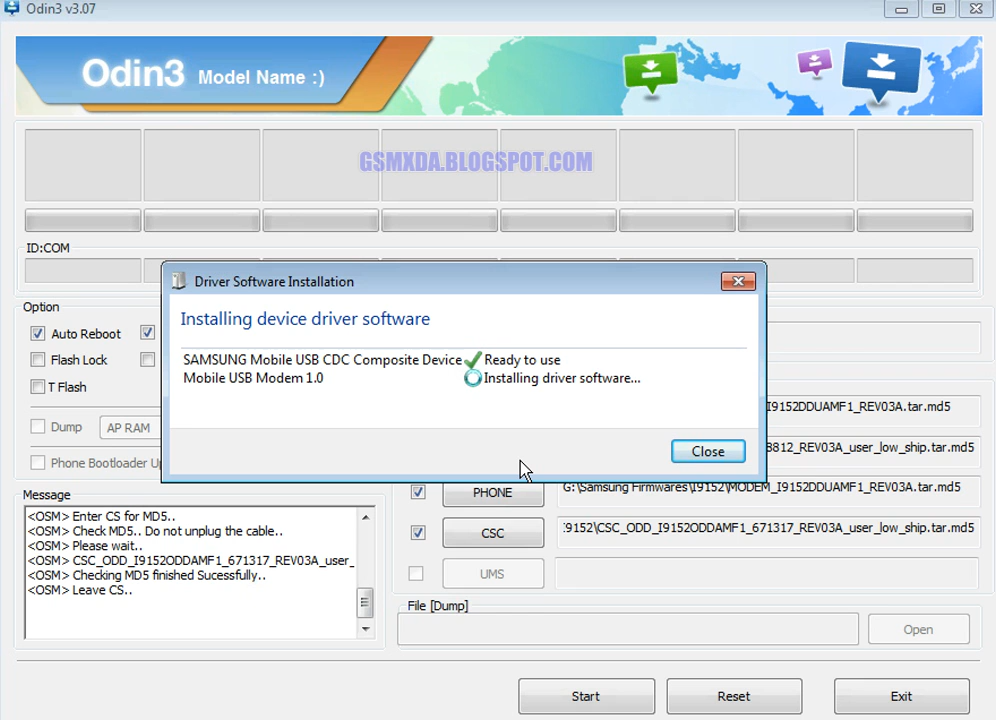 Odin3 v3.07
Odin3 Model Name :)
GSMXDA.BLOGSPOT.COM
ID:COM
Driver Software Installation
Installing device driver software
SAMSUNG Mobile USB CDC Composite Device Ready to use
Mobile USB Modem 1.0 Installing driver software...
Close
Option
Auto Reboot
Flash Lock
T Flash
Dump AP RAM
Phone Bootloader Up
I9152DDUAMF1_REV03A.tar.md5
B812_REV03A_user_low_ship.tar.md5
PHONE G:\Samsung Firmwares\I9152\MODEM_I9152DDUAMF1_REV03A.tar.md5
CSC I9152\CSC_ODD_I9152ODDAMF1_671317_REV03A_user_low_ship.tar.md5
UMS
Message
<OSM> Enter CS for MD5..
<OSM> Check MD5.. Do not unplug the cable..
<OSM> Please wait..
<OSM> CSC_ODD_I9152ODDAMF1_671317_REV03A_user_
<OSM> Checking MD5 finished Sucessfully..
<OSM> Leave CS..
File [Dump]
Open
Start
Reset
Exit